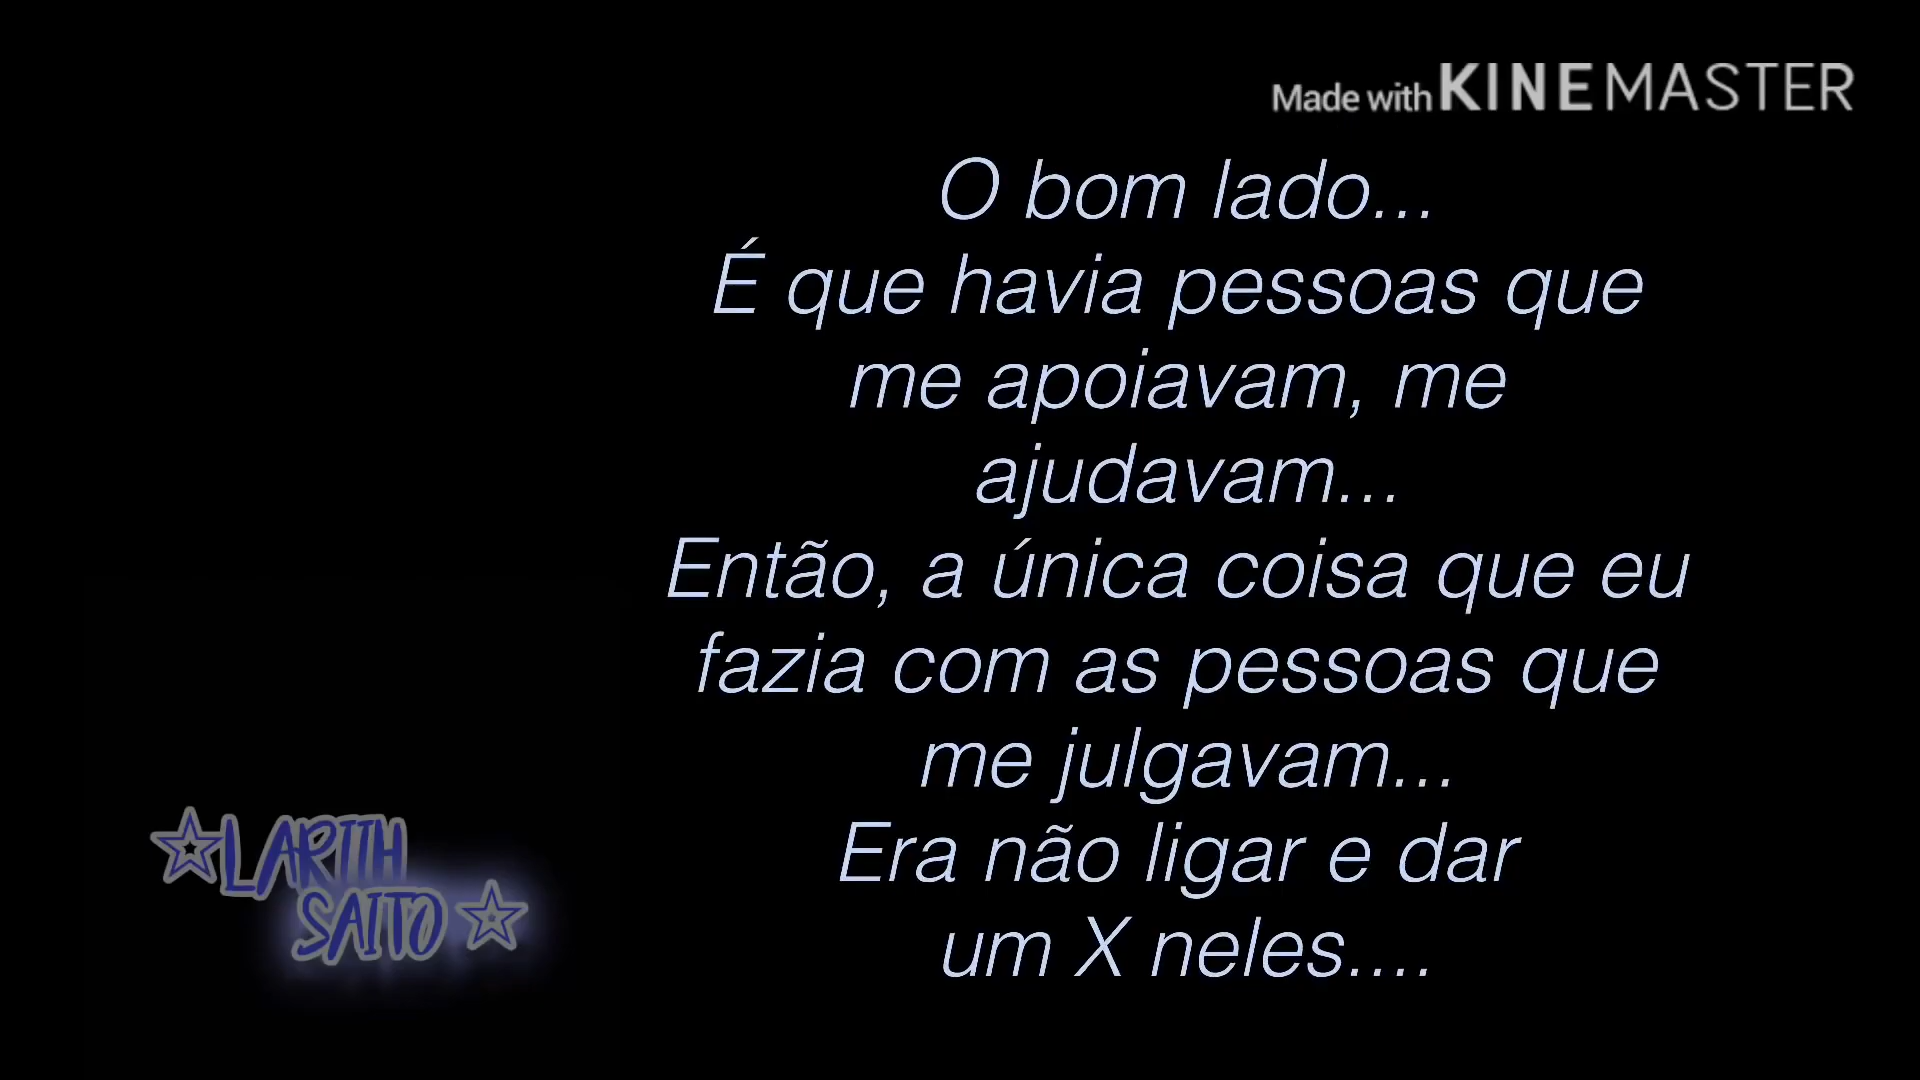 Made with KINEMASTER
O bom lado...
É que havia pessoas que
me apoiavam, me
ajudavam...
Então, a única coisa que eu
fazia com as pessoas que
me julgavam...
Era não ligar e dar
um X neles....
☆LARITH
SAITO☆